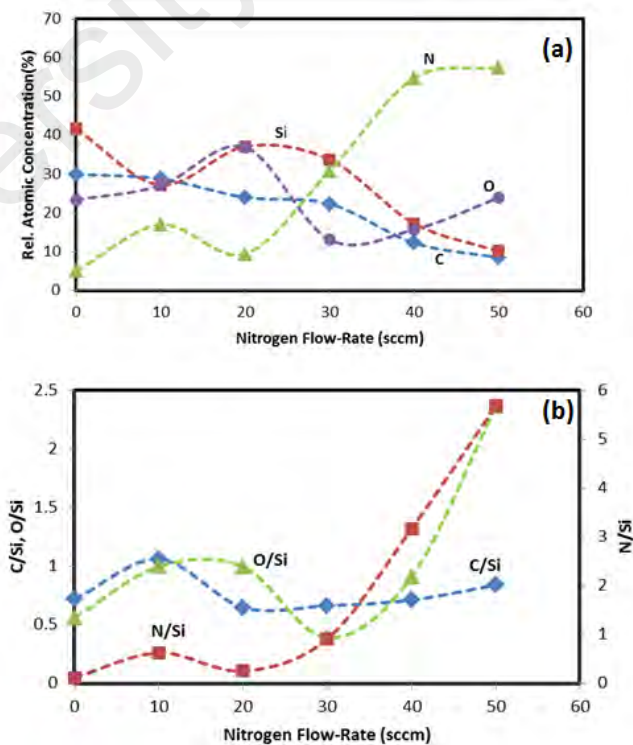 70
(a)
60
N
50
Si
40
30
O
20
10
C
0
0 10 20 30 40 50 60
Rel. Atomic Concentration(%)
Nitrogen Flow-Rate (sccm)
2.5 6
(b)
5
2
4
1.5
3
O/Si C/Si
1
2
N/Si
0.5
1
0 0
0 10 20 30 40 50 60
C/Si, O/Si
N/Si
Nitrogen Flow-Rate (sccm)